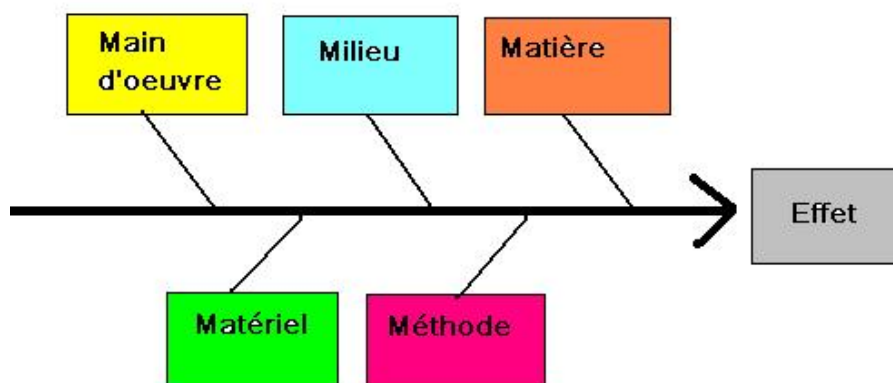 Main
d'oeuvre
Milieu
Matière
Effet
Matériel
Méthode